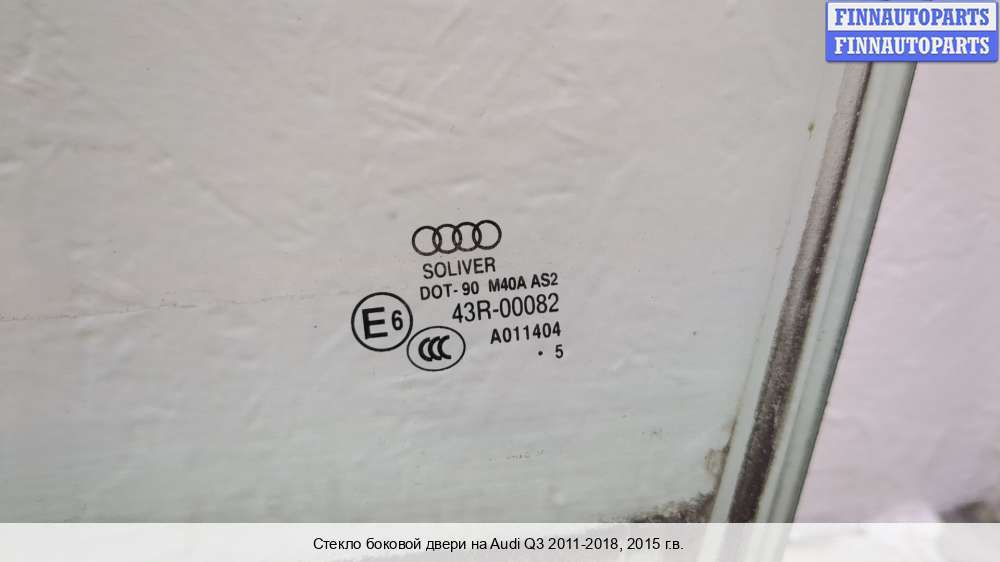 FINNAUTOPARTS
FINNAUTOPARTS
SOLIVER
DOT-90 M40A AS2
E6 43R-00082
CCC A011404
. 5
Стекло боковой двери на Audi Q3 2011-2018, 2015 г.в.